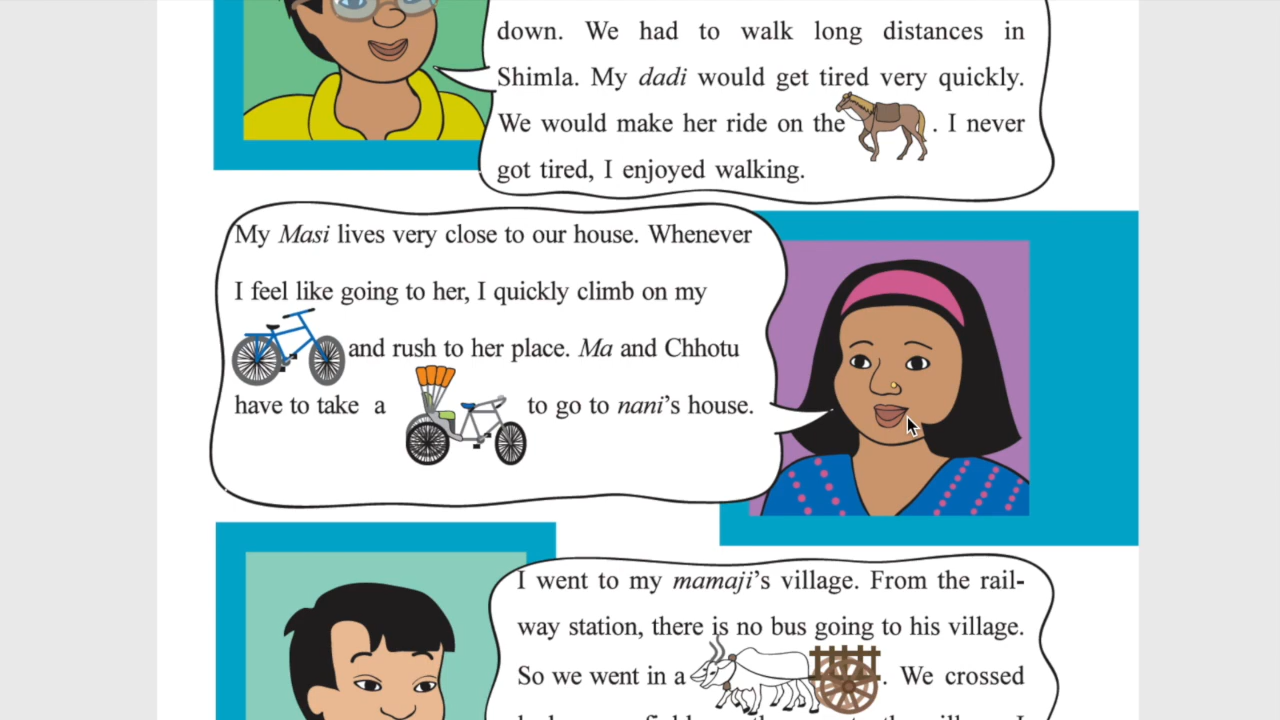 down. We had to walk long distances in
Shimla. My dadi would get tired very quickly.
We would make her ride on the . I never
got tired, I enjoyed walking.
My Masi lives very close to our house. Whenever
I feel like going to her, I quickly climb on my
and rush to her place. Ma and Chhotu
have to take a to go to nani's house.
I went to my mamaji's village. From the rail-
way station, there is no bus going to his village.
So we went in a . We crossed